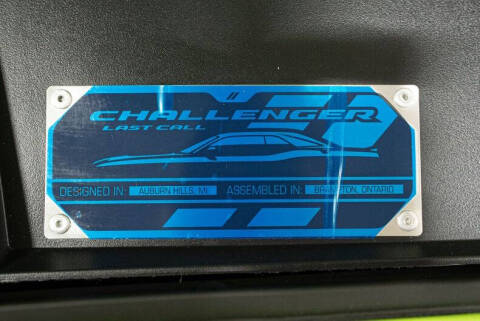 CHALLENGER
LAST CALL
DESIGNED IN: AUBURN HILLS, MI ASSEMBLED IN: BRAMPTON, ONTARIO